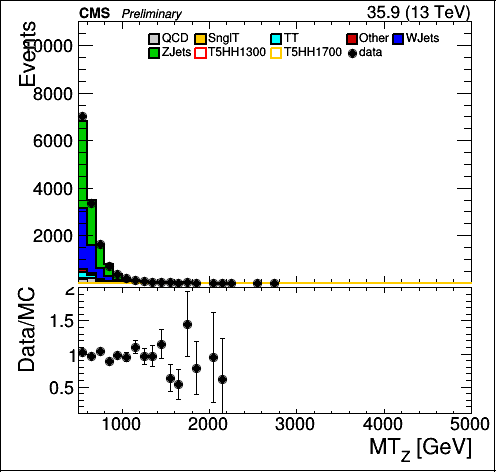 CMS Preliminary 35.9 (13 TeV)
QCD SnglT TT Other WJets
ZJets T5HH1300 T5HH1700 data
Events
10000
8000
6000
4000
2000
Data/MC
2
1.5
1
0.5
1000 2000 3000 4000 5000
MT_Z [GeV]